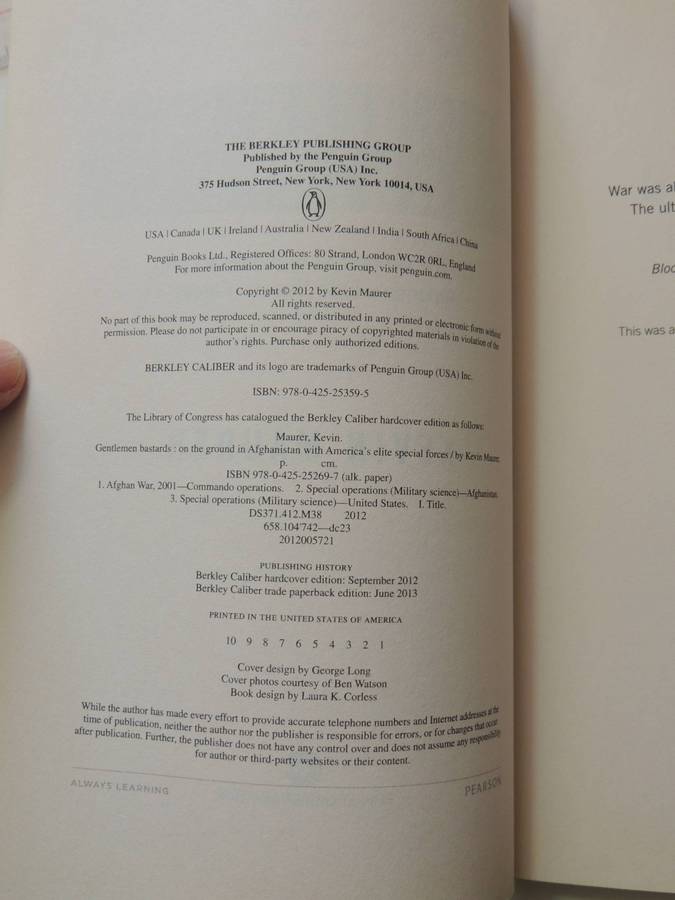 THE BERKLEY PUBLISHING GROUP
Published by the Penguin Group
Penguin Group (USA) Inc.
375 Hudson Street, New York, New York 10014, USA
USA | Canada | UK | Ireland | Australia | New Zealand | India | South Africa | China
Penguin Books Ltd., Registered Offices: 80 Strand, London WC2R 0RL, England
For more information about the Penguin Group, visit penguin.com.
Copyright © 2012 by Kevin Maurer
All rights reserved.
No part of this book may be reproduced, scanned, or distributed in any printed or electronic form without
permission. Please do not participate in or encourage piracy of copyrighted materials in violation of the
author's rights. Purchase only authorized editions.
BERKLEY CALIBER and its logo are trademarks of Penguin Group (USA) Inc.
ISBN: 978-0-425-25359-5
The Library of Congress has catalogued the Berkley Caliber hardcover edition as follows:
Maurer, Kevin.
Gentlemen bastards : on the ground in Afghanistan with America's elite special forces / by Kevin Maurer.
p. cm.
ISBN 978-0-425-25269-7 (alk. paper)
1. Afghan War, 2001—Commando operations. 2. Special operations (Military science)—Afghanistan.
3. Special operations (Military science)—United States. I. Title.
DS371.412.M38 2012
658.104'742—dc23
2012005721
PUBLISHING HISTORY
Berkley Caliber hardcover edition: September 2012
Berkley Caliber trade paperback edition: June 2013
PRINTED IN THE UNITED STATES OF AMERICA
10 9 8 7 6 5 4 3 2 1
Cover design by George Long
Cover photos courtesy of Ben Watson
Book design by Laura K. Corless
While the author has made every effort to provide accurate telephone numbers and Internet addresses at the
time of publication, neither the author nor the publisher is responsible for errors, or for changes that occur
after publication. Further, the publisher does not have any control over and does not assume any responsibility
for author or third-party websites or their content.
ALWAYS LEARNING PEARSON
War was al
The ult
Bloo
This was a